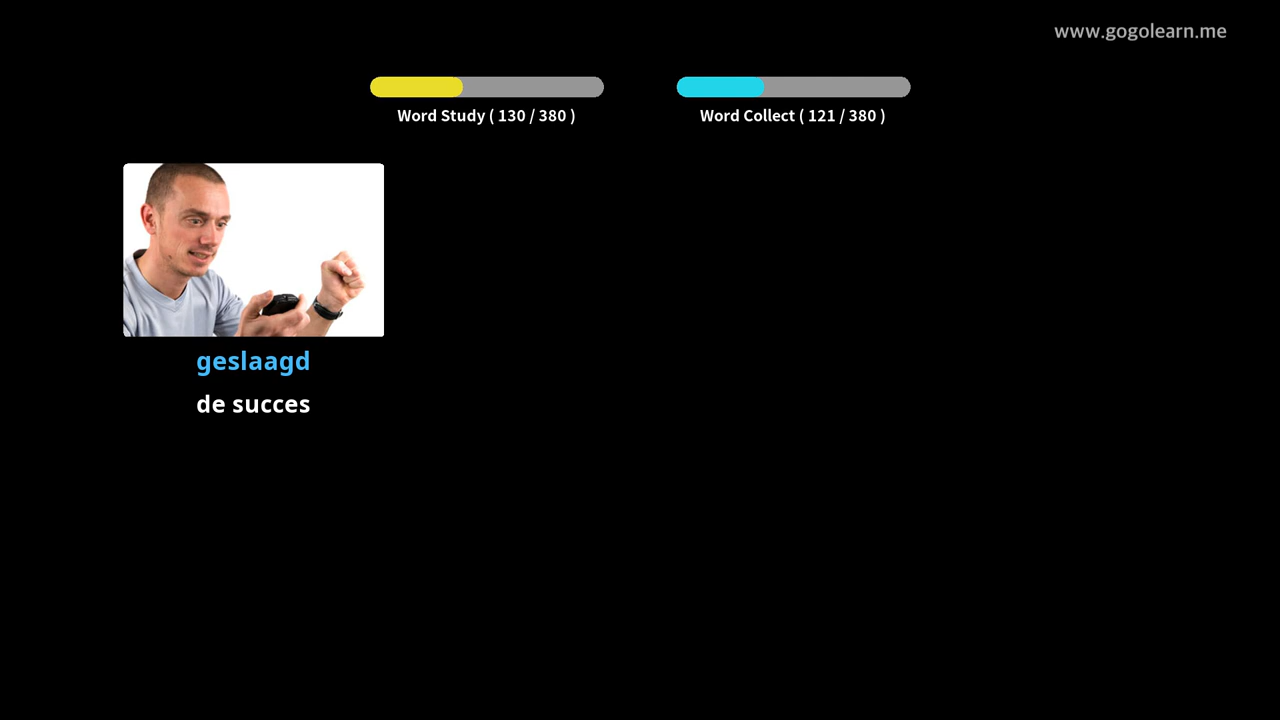 www.gogolearn.me
Word Study ( 130 / 380 )
Word Collect ( 121 / 380 )
geslaagd
de succes